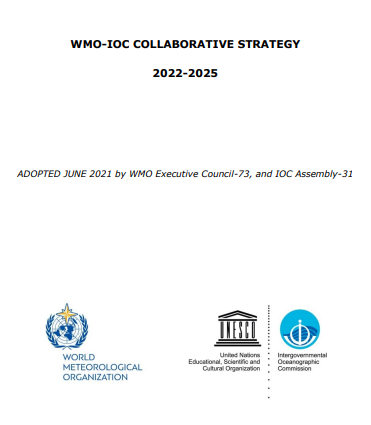 WMO-IOC COLLABORATIVE STRATEGY
2022-2025
ADOPTED JUNE 2021 by WMO Executive Council-73, and IOC Assembly-31
WORLD
METEOROLOGICAL
ORGANIZATION
UNESCO
United Nations
Educational, Scientific and
Cultural Organization
Intergovernmental
Oceanographic
Commission